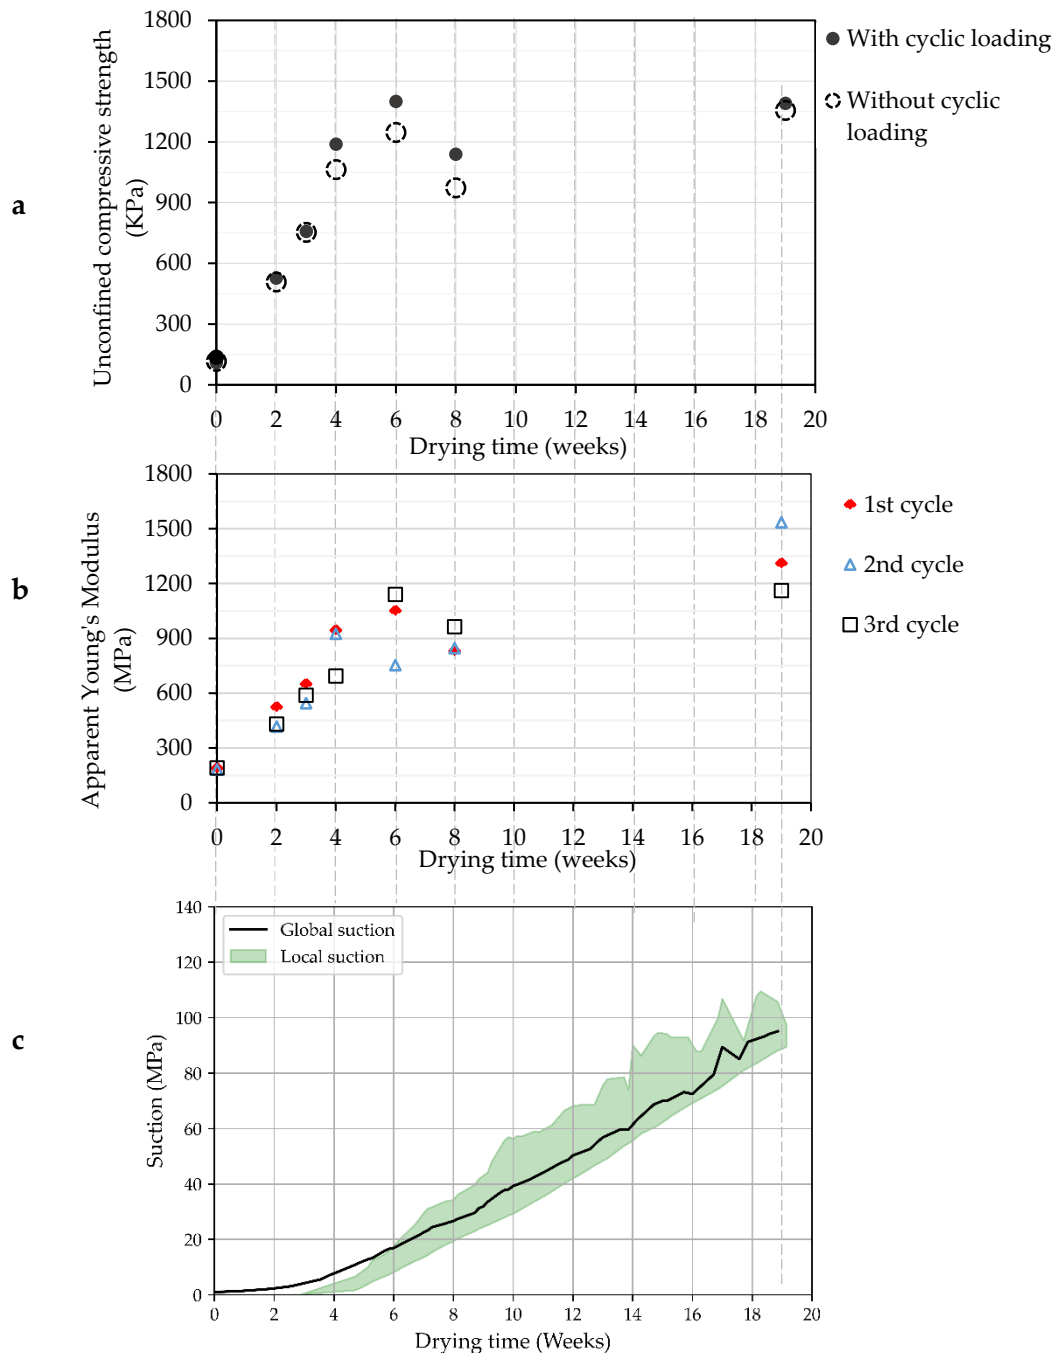 a
Unconfined compressive strength
(KPa)
1800
1500
1200
900
600
300
0
0 2 4 6 8 10 12 14 16 18 20
Drying time (weeks)
With cyclic loading
Without cyclic
loading
b
Apparent Young's Modulus
(MPa)
1800
1500
1200
900
600
300
0
0 2 4 6 8 10 12 14 16 18 20
Drying time (weeks)
1st cycle
2nd cycle
3rd cycle
c
Suction (MPa)
140
120
100
80
60
40
20
0
0 2 4 6 8 10 12 14 16 18 20
Drying time (Weeks)
Global suction
Local suction